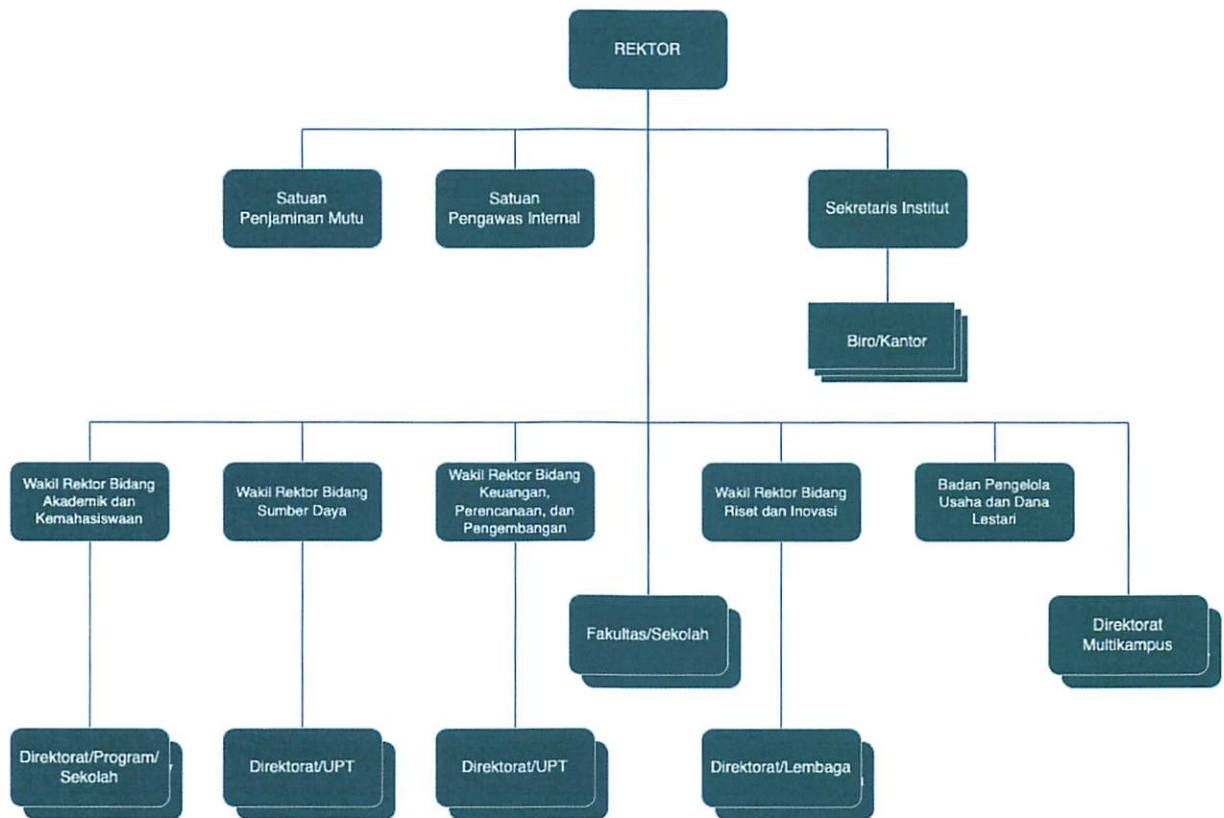 REKTOR
Satuan
Penjaminan Mutu
Satuan
Pengawas Internal
Sekretaris Institut
Biro/Kantor
Wakil Rektor Bidang
Akademik dan
Kemahasiswaan
Wakil Rektor Bidang
Sumber Daya
Wakil Rektor Bidang
Keuangan,
Perencanaan, dan
Pengembangan
Wakil Rektor Bidang
Riset dan Inovasi
Badan Pengelola
Usaha dan Dana
Lestari
Fakultas/Sekolah
Direktorat
Multikampus
Direktorat/Program/
Sekolah
Direktorat/UPT
Direktorat/UPT
Direktorat/Lembaga